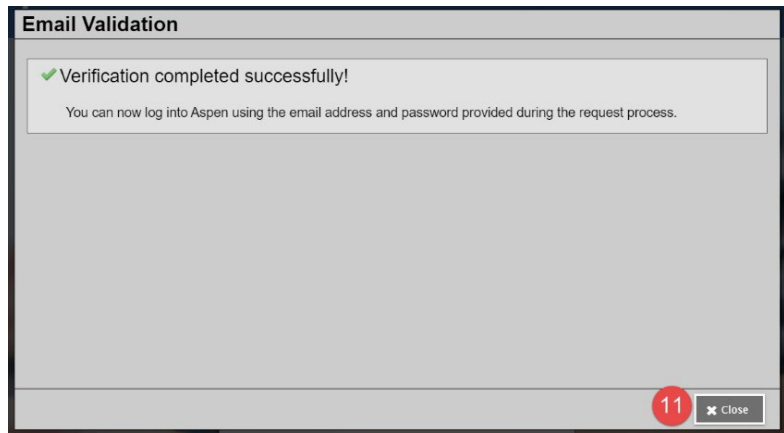 Email Validation
Verification completed successfully!
You can now log into Aspen using the email address and password provided during the request process.
11
Close